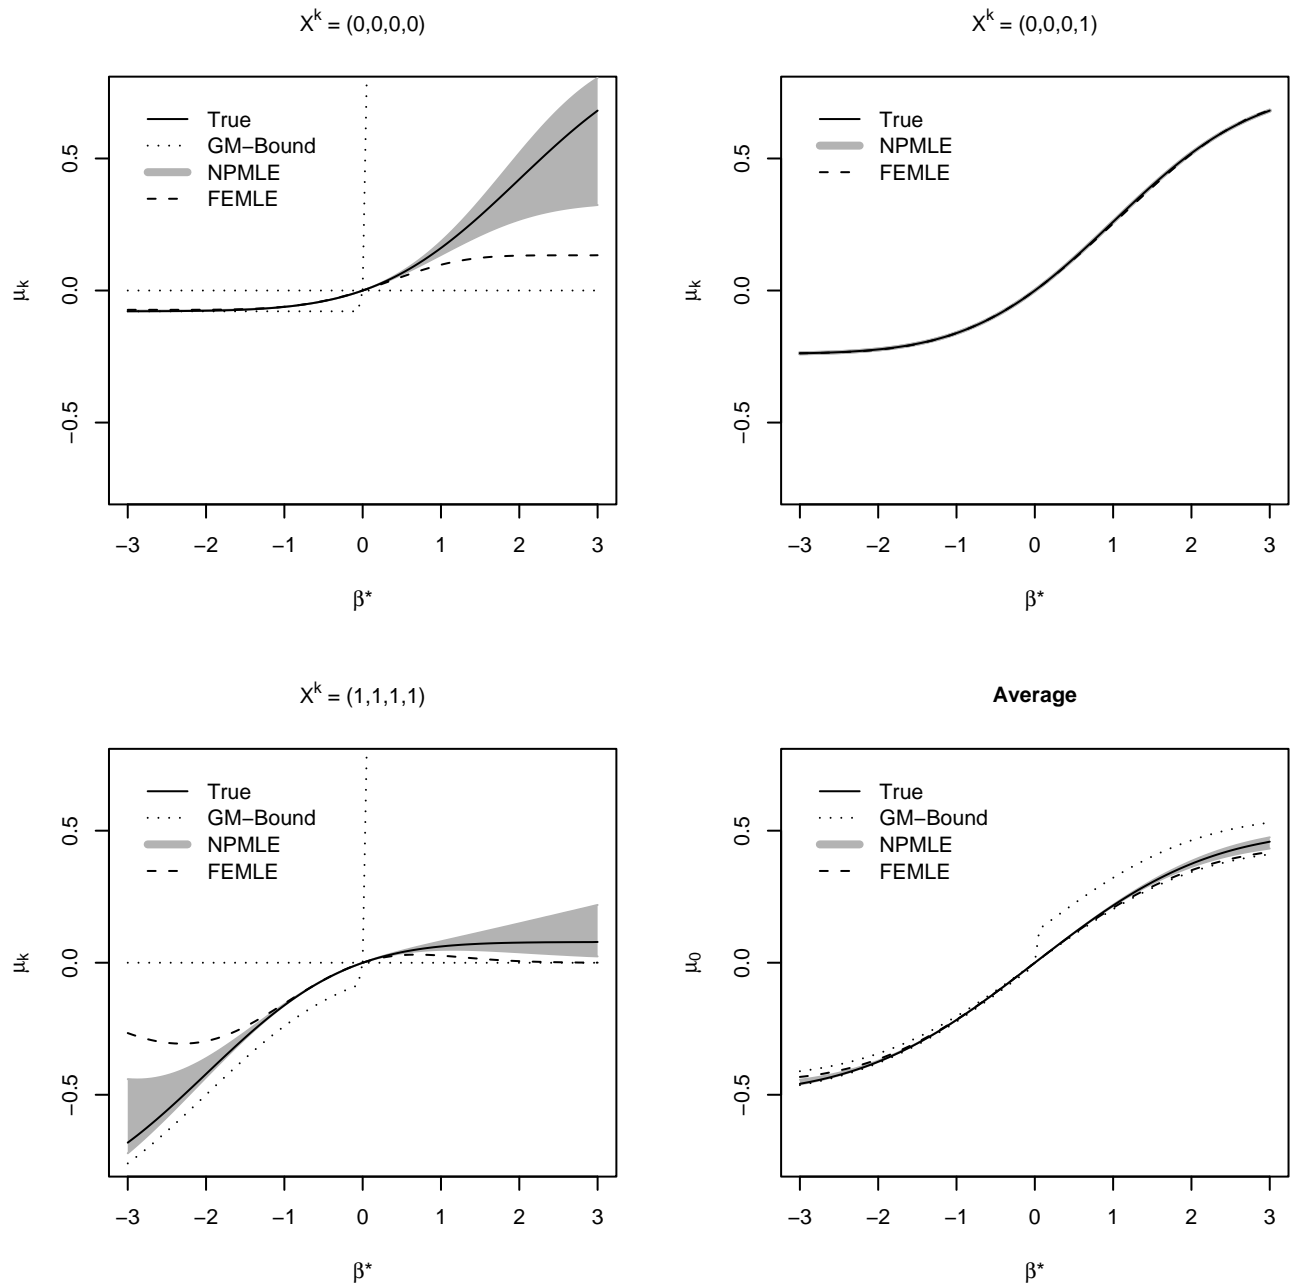 X^k = (0,0,0,0)
True
GM−Bound
NPMLE
FEMLE
0.5
0.0
−0.5
μ_k
−3 −2 −1 0 1 2 3
β*
X^k = (0,0,0,1)
True
NPMLE
FEMLE
0.5
0.0
−0.5
μ_k
−3 −2 −1 0 1 2 3
β*
X^k = (1,1,1,1)
True
GM−Bound
NPMLE
FEMLE
0.5
0.0
−0.5
μ_k
−3 −2 −1 0 1 2 3
β*
Average
True
GM−Bound
NPMLE
FEMLE
0.5
0.0
−0.5
μ_0
−3 −2 −1 0 1 2 3
β*